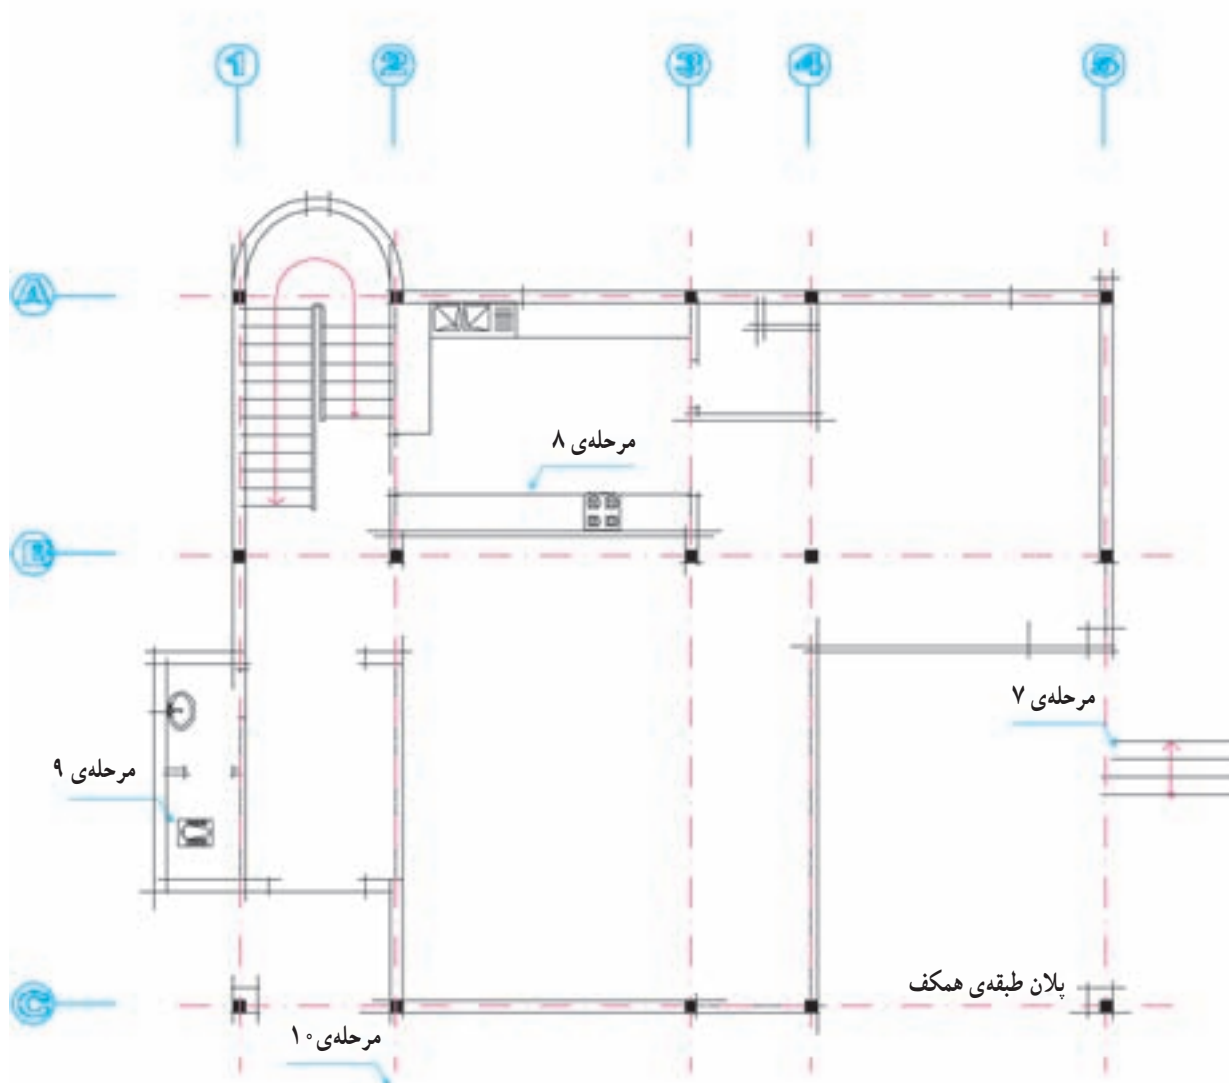 1 2 3 4 5
A
مرحله‌ی ۸
B
مرحله‌ی ۷
مرحله‌ی ۹
پلان طبقه‌ی همکف
C
مرحله‌ی ۱۰